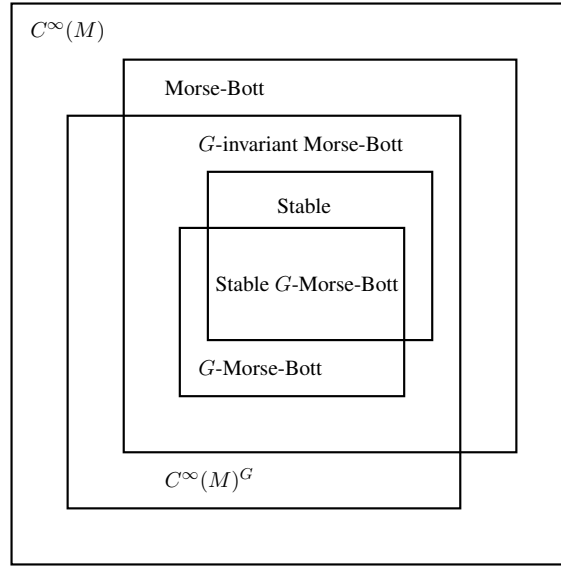 C^∞(M)
Morse-Bott
G-invariant Morse-Bott
Stable
Stable G-Morse-Bott
G-Morse-Bott
C^∞(M)^G